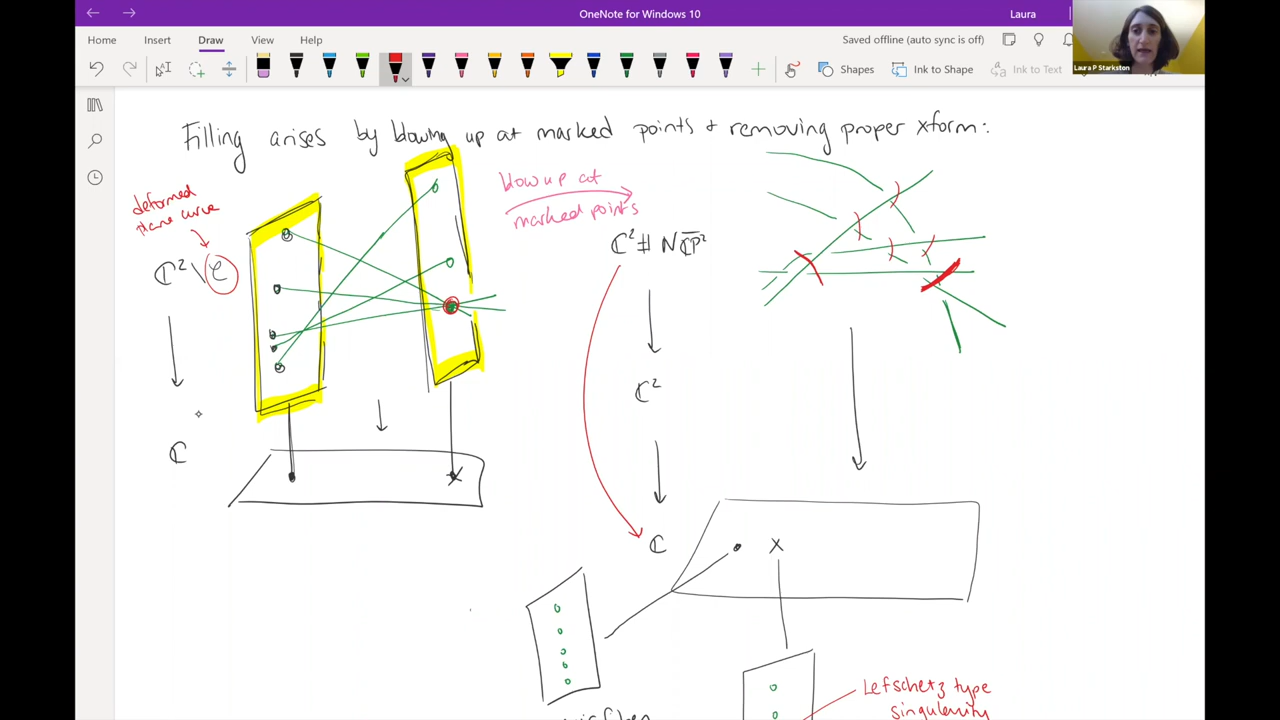 OneNote for Windows 10
Laura
Home Insert Draw View Help
Saved offline (auto sync is off)
Shapes
Ink to Shape
Ink to Text
Laura P Starkston
Filling arises by blowing up at marked points + removing proper xform:
deformed
plane curve
blow up at
marked points
ℂ² \ 𝒞
ℂ² # N \overline{ℂP}²
ℂ²
ℂ
ℂ
X
Lefschetz type
singularity